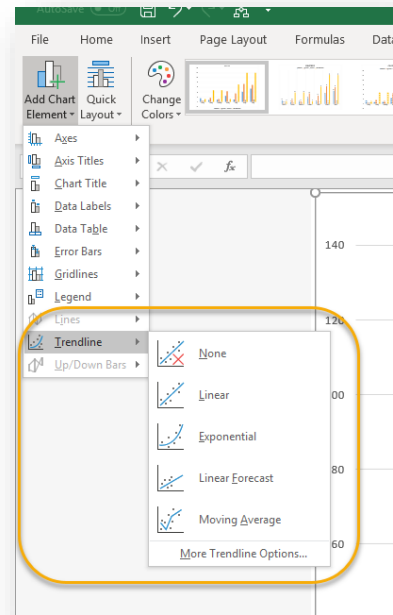 AutoSave Off
File Home Insert Page Layout Formulas Data
Add Chart Element Quick Layout Change Colors
Axes
Axis Titles
Chart Title
Data Labels
Data Table
Error Bars
Gridlines
Legend
Lines
Trendline
Up/Down Bars
fx
None
Linear
Exponential
Linear Forecast
Moving Average
More Trendline Options...
140
120
00
80
60